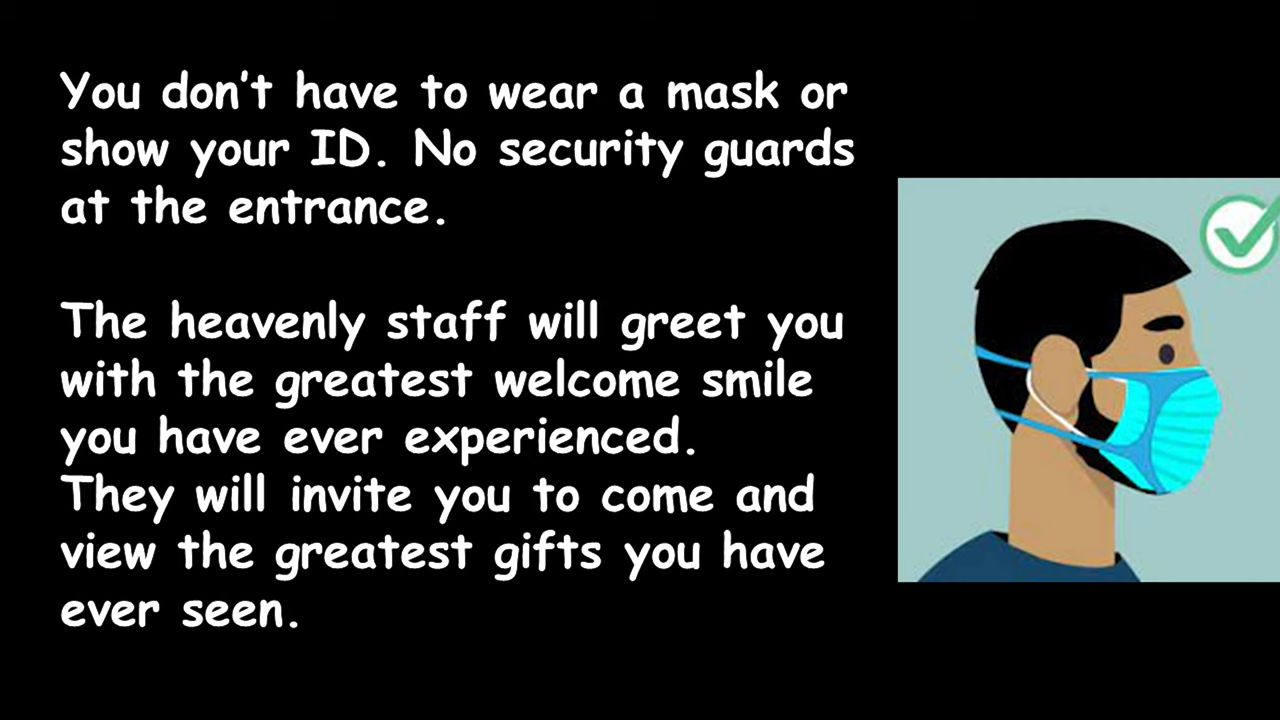 You don’t have to wear a mask or
show your ID. No security guards
at the entrance.
The heavenly staff will greet you
with the greatest welcome smile
you have ever experienced.
They will invite you to come and
view the greatest gifts you have
ever seen.